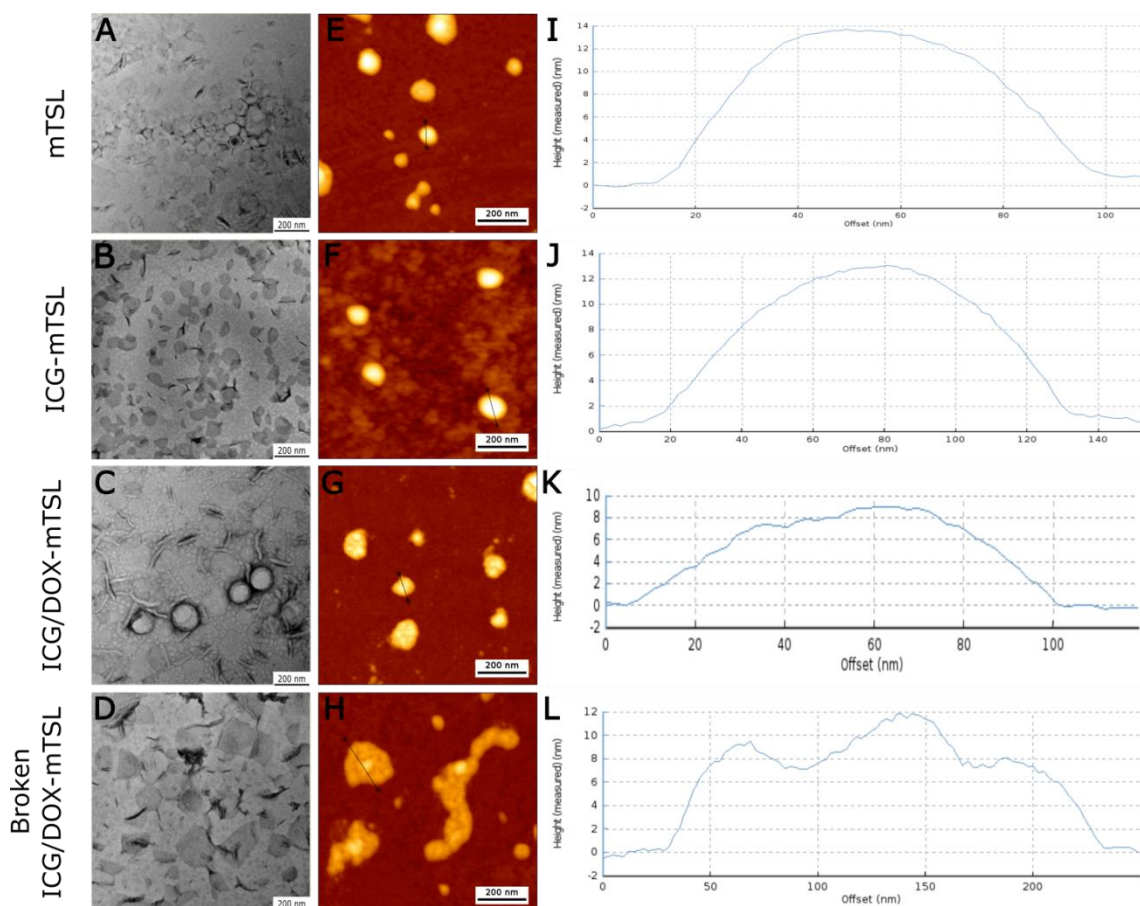 A
E
I
mTSL
200 nm
200 nm
Height (measured) (nm)
14
12
10
8
6
4
2
0
-2
0
20
40
60
80
100
Offset (nm)
B
F
J
ICG-mTSL
200 nm
200 nm
Height (measured) (nm)
14
12
10
8
6
4
2
0
0
20
40
60
80
100
120
140
Offset (nm)
C
G
K
ICG/DOX-mTSL
200 nm
200 nm
Height (measured) (nm)
10
8
6
4
2
0
-2
0
20
40
60
80
100
Offset (nm)
D
H
L
Broken
ICG/DOX-mTSL
200 nm
200 nm
Height (measured) (nm)
12
10
8
6
4
2
0
-2
0
50
100
150
200
Offset (nm)